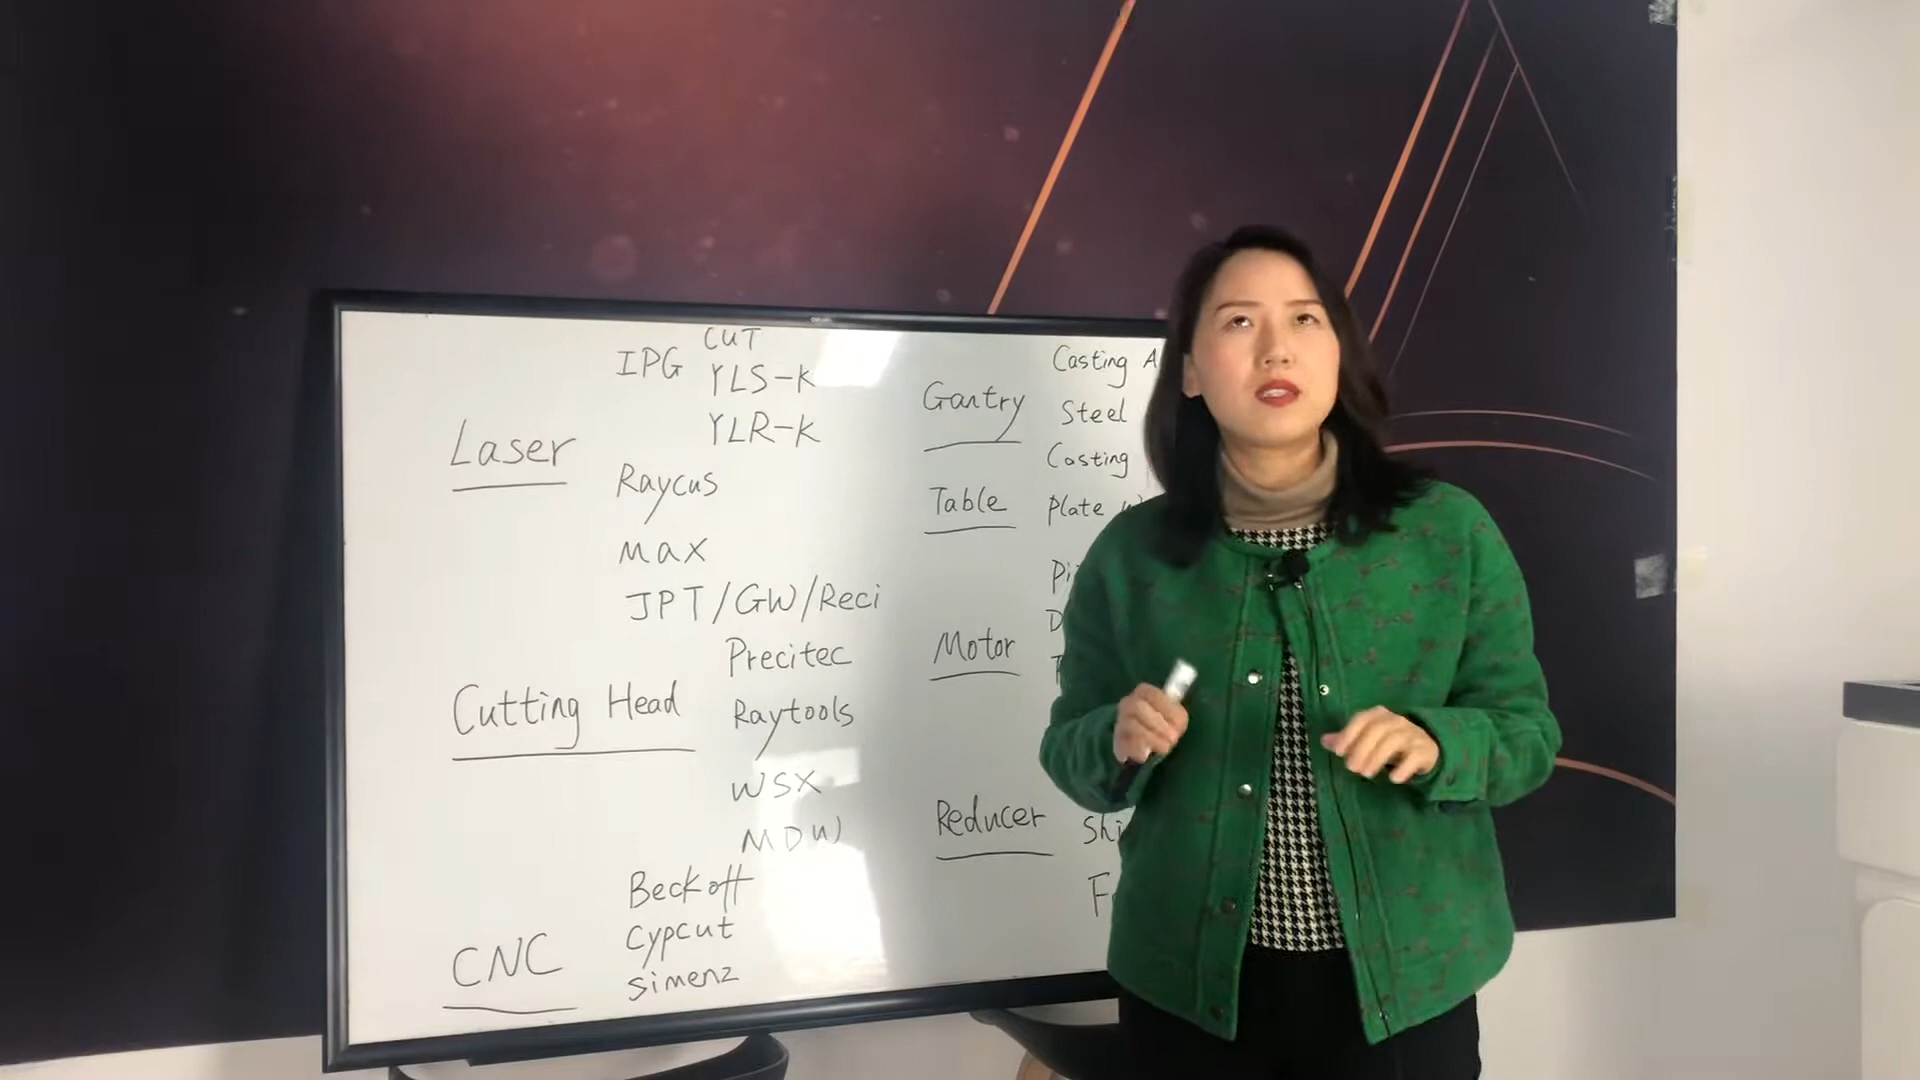 CUT
IPG YLS-K
YLR-K
Laser
Raycus
MAX
JPT/GW/Reci
Precitec
Cutting Head
Raytools
WSX
MDW
Beckoff
Cypcut
CNC
Simenz
Casting A
Gantry
Steel
Casting
Table
Plate
Motor
Reducer
Shi